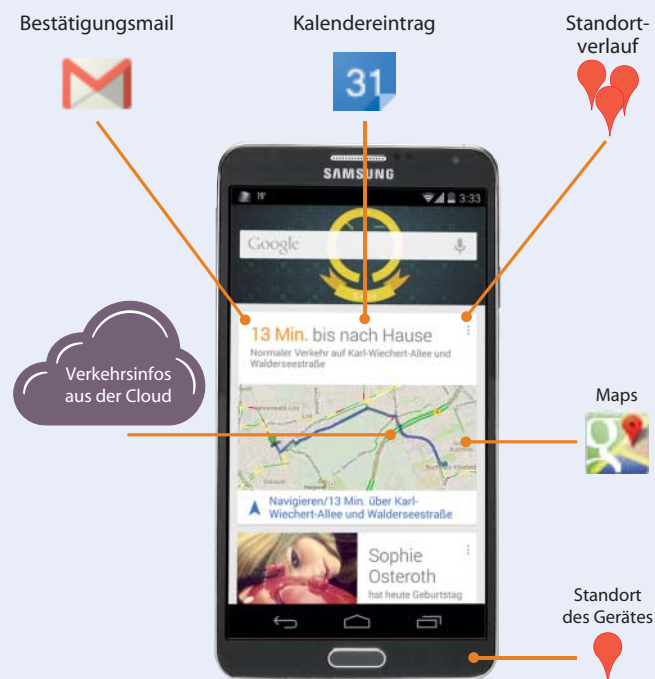 Bestätigungsmail
Kalendereintrag
Standort-
verlauf
31
SAMSUNG
19°
3:33
Google
13 Min. bis nach Hause
Normaler Verkehr auf Karl-Wiechert-Allee und
Walderseestraße
Verkehrsinfos
aus der Cloud
Maps
Navigieren/13 Min. über Karl-
Wiechert-Allee und Walderseestraße
Sophie
Osteroth
hat heute Geburtstag
Standort
des Gerätes